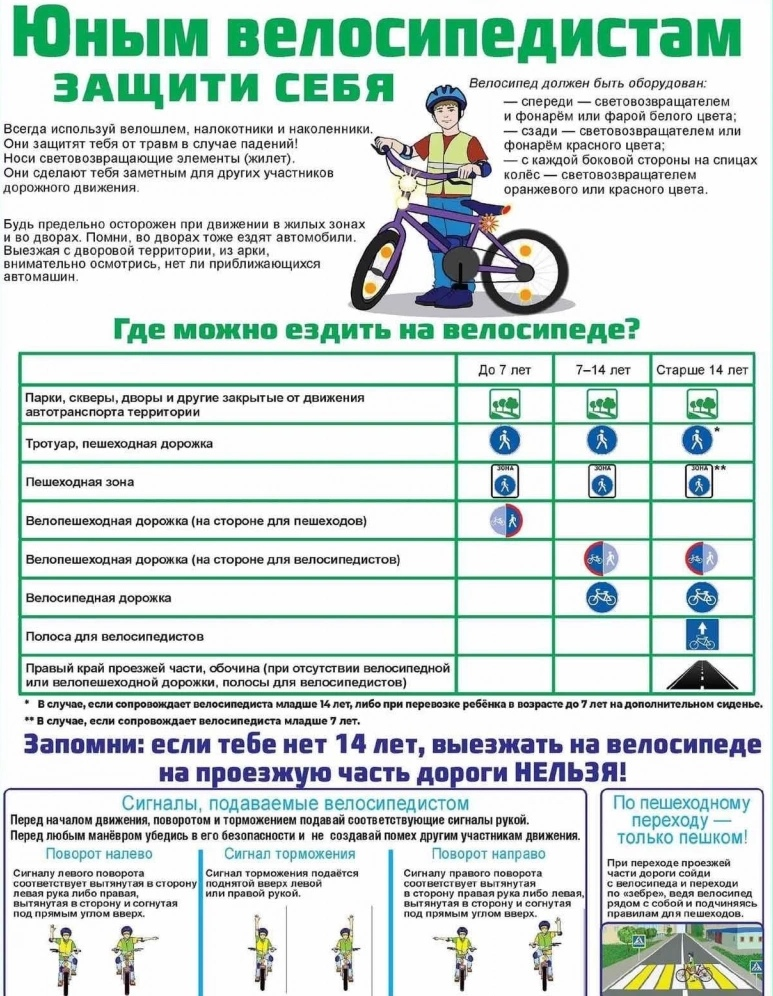 Юным велосипедистам
ЗАЩИТИ СЕБЯ
Всегда используй велошлем, налокотники и наколенники.
Они защитят тебя от травм в случае падений!
Носи световозвращающие элементы (жилет).
Они сделают тебя заметным для других участников
дорожного движения.
Будь предельно осторожен при движении в жилых зонах
и во дворах. Помни, во дворах тоже ездят автомобили.
Выезжая с дворовой территории, из арки,
внимательно осмотрись, нет ли приближающихся
автомашин.
Велосипед должен быть оборудован:
— спереди — световозвращателем
и фонарём или фарой белого цвета;
— сзади — световозвращателем или
фонарём красного цвета;
— с каждой боковой стороны на спицах
колёс — световозвращателем
оранжевого или красного цвета.
Где можно ездить на велосипеде?
До 7 лет 7–14 лет Старше 14 лет
Парки, скверы, дворы и другие закрытые от движения
автотранспорта территории
Тротуар, пешеходная дорожка *
Пешеходная зона ЗОНА ЗОНА ЗОНА **
Велопешеходная дорожка (на стороне для пешеходов)
Велопешеходная дорожка (на стороне для велосипедистов)
Велосипедная дорожка
Полоса для велосипедистов
Правый край проезжей части, обочина (при отсутствии велосипедной
или велопешеходной дорожки, полосы для велосипедистов)
* В случае, если сопровождает велосипедиста младше 14 лет, либо при перевозке ребёнка в возрасте до 7 лет на дополнительном сиденье.
** В случае, если сопровождает велосипедиста младше 7 лет.
Запомни: если тебе нет 14 лет, выезжать на велосипеде
на проезжую часть дороги НЕЛЬЗЯ!
Сигналы, подаваемые велосипедистом
Перед началом движения, поворотом и торможением подавай соответствующие сигналы рукой.
Перед любым манёвром убедись в его безопасности и не создавай помех другим участникам движения.
Поворот налево
Сигналу левого поворота
соответствует вытянутая в сторону
левая рука либо правая,
вытянутая в сторону и согнутая
под прямым углом вверх.
Сигнал торможения
Сигнал торможения подаётся
поднятой вверх левой
или правой рукой.
Поворот направо
Сигналу правого поворота
соответствует вытянутая
в сторону правая рука либо левая,
вытянутая в сторону и согнутая
под прямым углом вверх.
По пешеходному
переходу —
только пешком!
При переходе проезжей
части дороги сойди
с велосипеда и переходи
по «зебре», ведя велосипед
рядом с собой и подчиняясь
правилам для пешеходов.